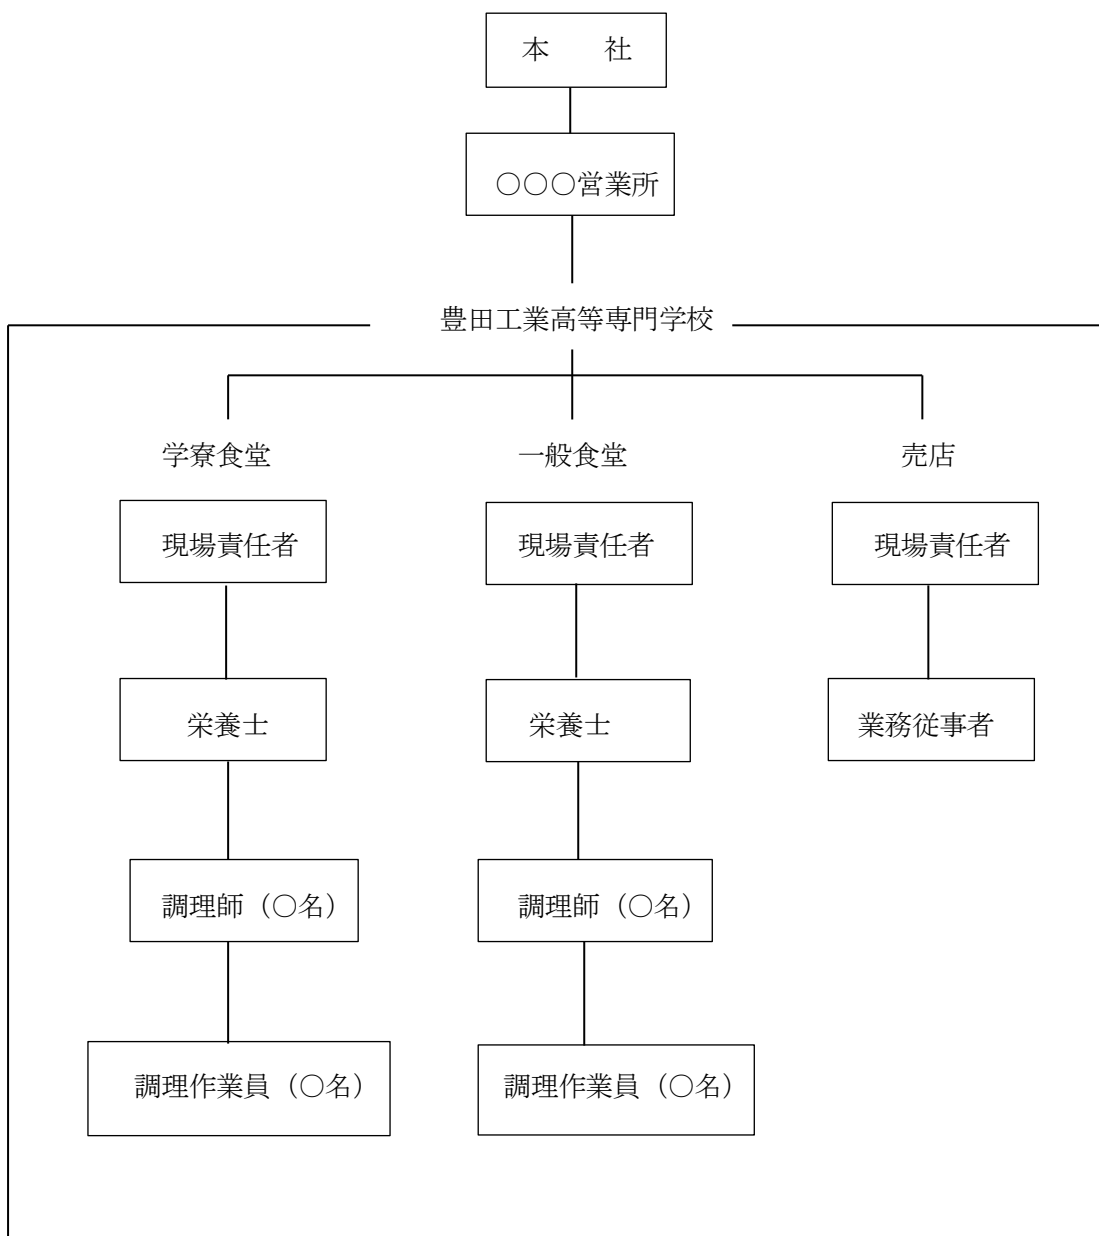 本　　社
○○○営業所
豊田工業高等専門学校
学寮食堂
一般食堂
売店
現場責任者
現場責任者
現場責任者
栄養士
栄養士
業務従事者
調理師（○名）
調理師（○名）
調理作業員（○名）
調理作業員（○名）